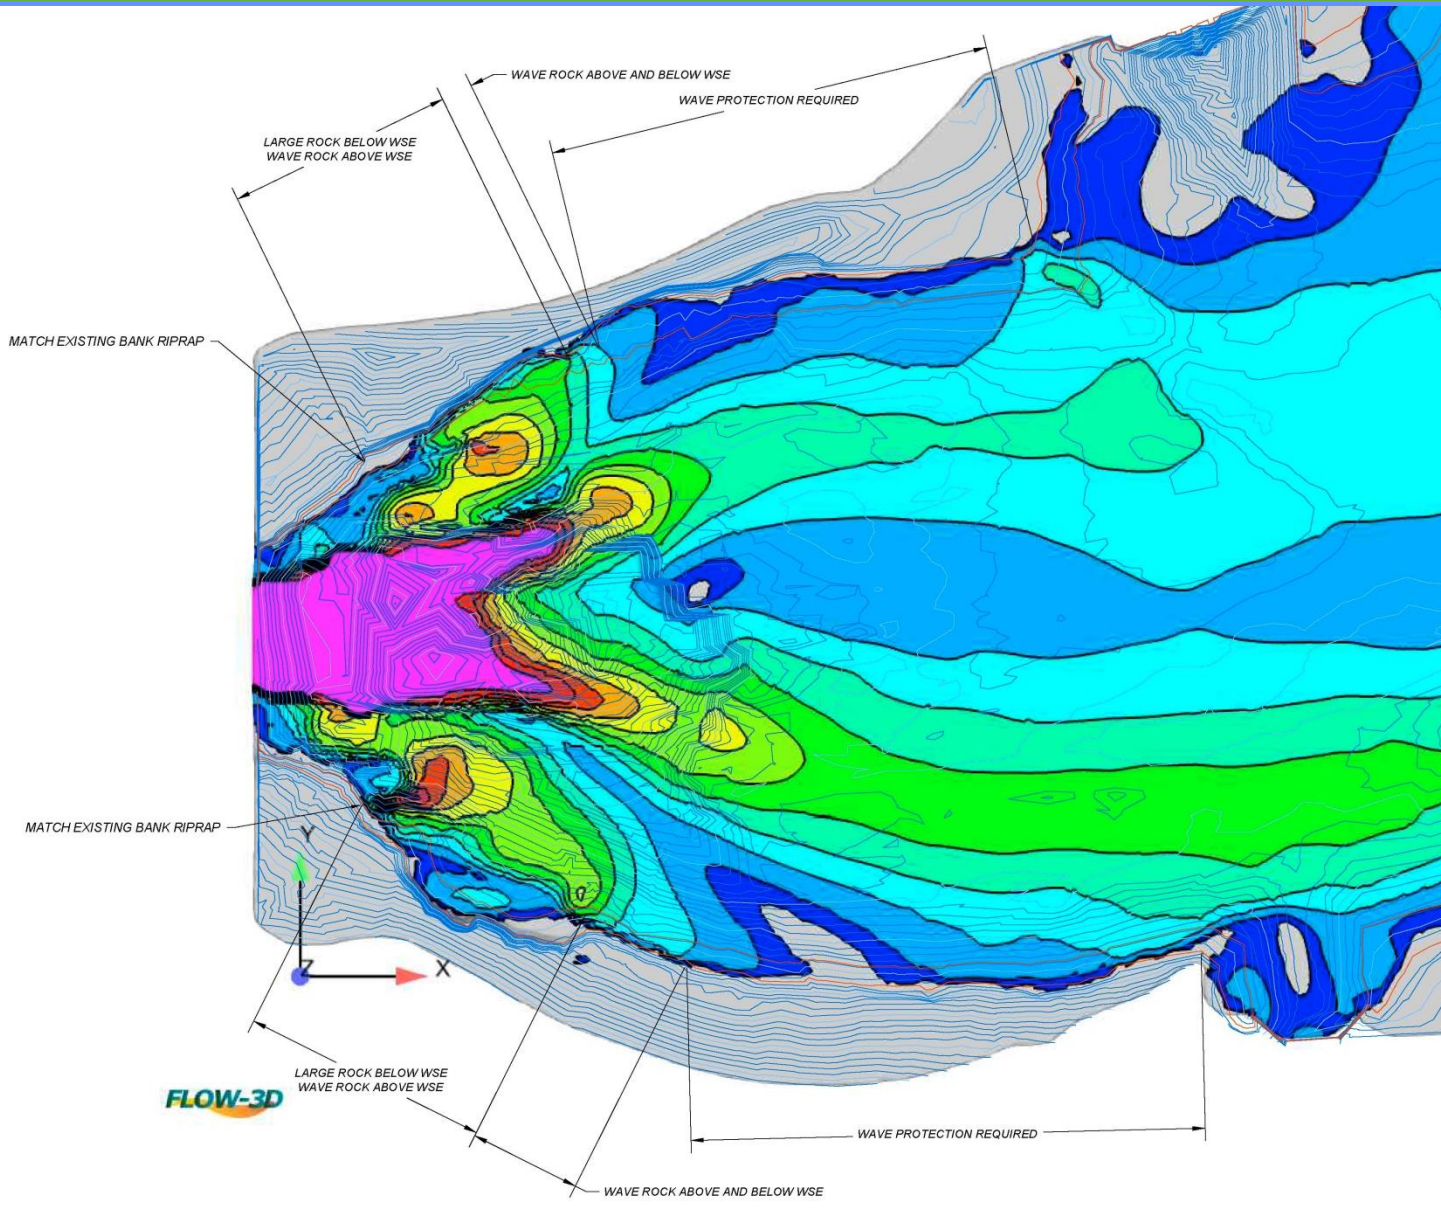 WAVE ROCK ABOVE AND BELOW WSE
WAVE PROTECTION REQUIRED
LARGE ROCK BELOW WSE
WAVE ROCK ABOVE WSE
MATCH EXISTING BANK RIPRAP
MATCH EXISTING BANK RIPRAP
Y
Z
X
LARGE ROCK BELOW WSE
WAVE ROCK ABOVE WSE
FLOW-3D
WAVE PROTECTION REQUIRED
WAVE ROCK ABOVE AND BELOW WSE